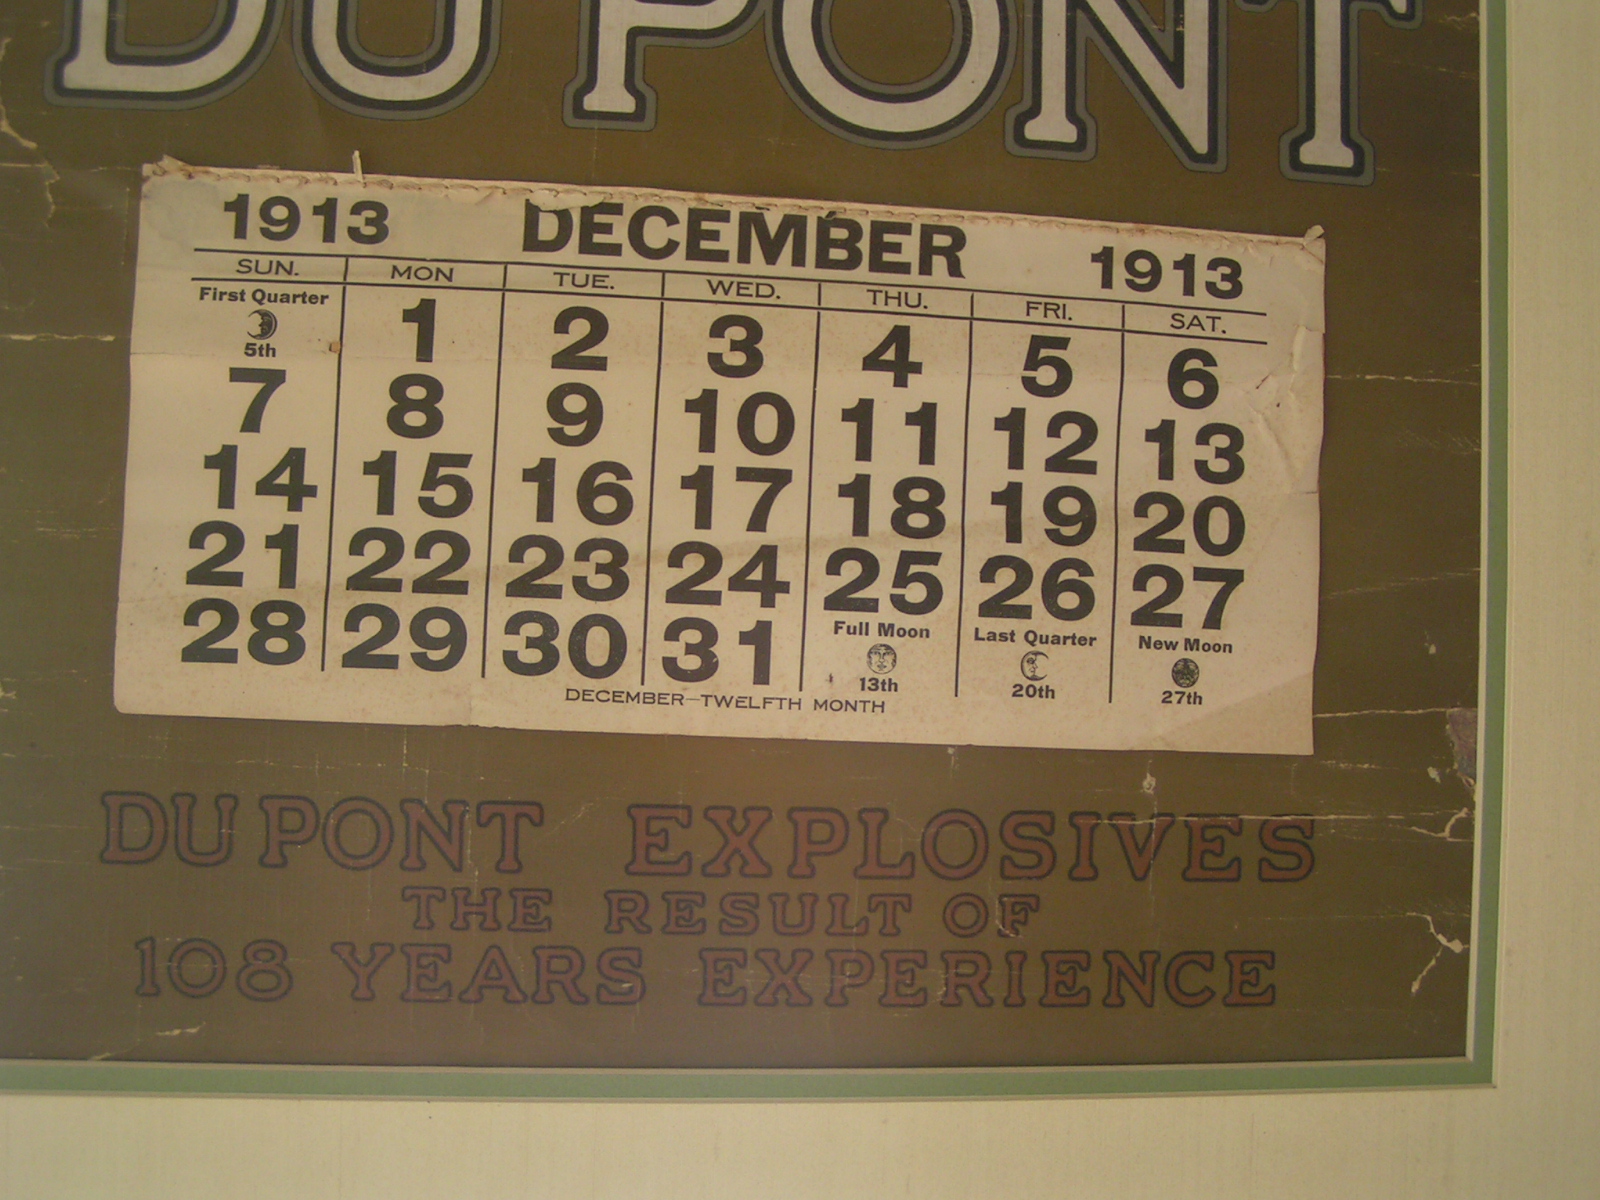 DU PONT
1913 DECEMBER 1913
SUN. MON TUE. WED. THU. FRI. SAT.
First Quarter
5th
1 2 3 4 5 6
7 8 9 10 11 12 13
14 15 16 17 18 19 20
21 22 23 24 25 26 27
28 29 30 31
Full Moon
13th
Last Quarter
20th
New Moon
27th
DECEMBER—TWELFTH MONTH
DU PONT EXPLOSIVES
THE RESULT OF
108 YEARS EXPERIENCE